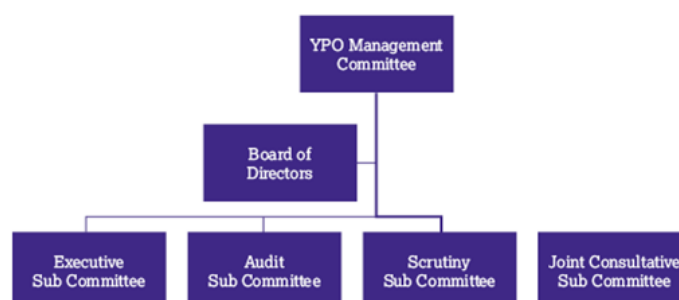 YPO Management
Committee
Board of
Directors
Executive
Sub Committee
Audit
Sub Committee
Scrutiny
Sub Committee
Joint Consultative
Sub Committee